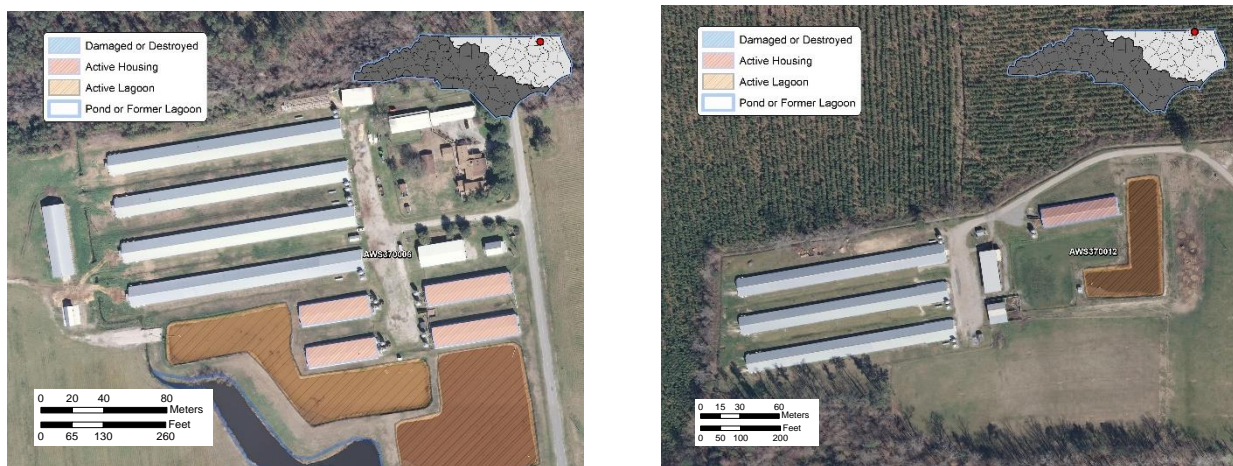 Damaged or Destroyed
Active Housing
Active Lagoon
Pond or Former Lagoon
AWS370006
0 20 40 80
Meters
Feet
0 65 130 260
Damaged or Destroyed
Active Housing
Active Lagoon
Pond or Former Lagoon
AWS370012
0 15 30 60
Meters
Feet
0 50 100 200